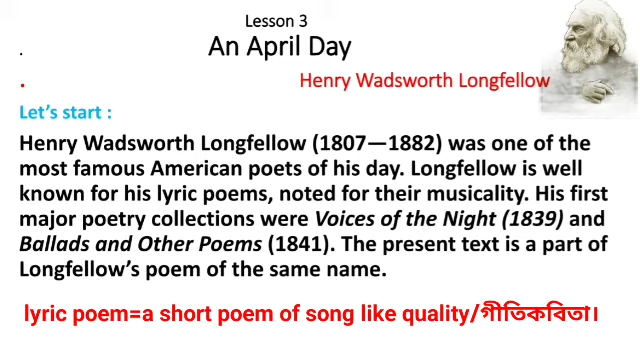 Lesson 3
An April Day
.
. Henry Wadsworth Longfellow
Let’s start :
Henry Wadsworth Longfellow (1807—1882) was one of the
most famous American poets of his day. Longfellow is well
known for his lyric poems, noted for their musicality. His first
major poetry collections were Voices of the Night (1839) and
Ballads and Other Poems (1841). The present text is a part of
Longfellow’s poem of the same name.
lyric poem=a short poem of song like quality/গীতিকবিতা।